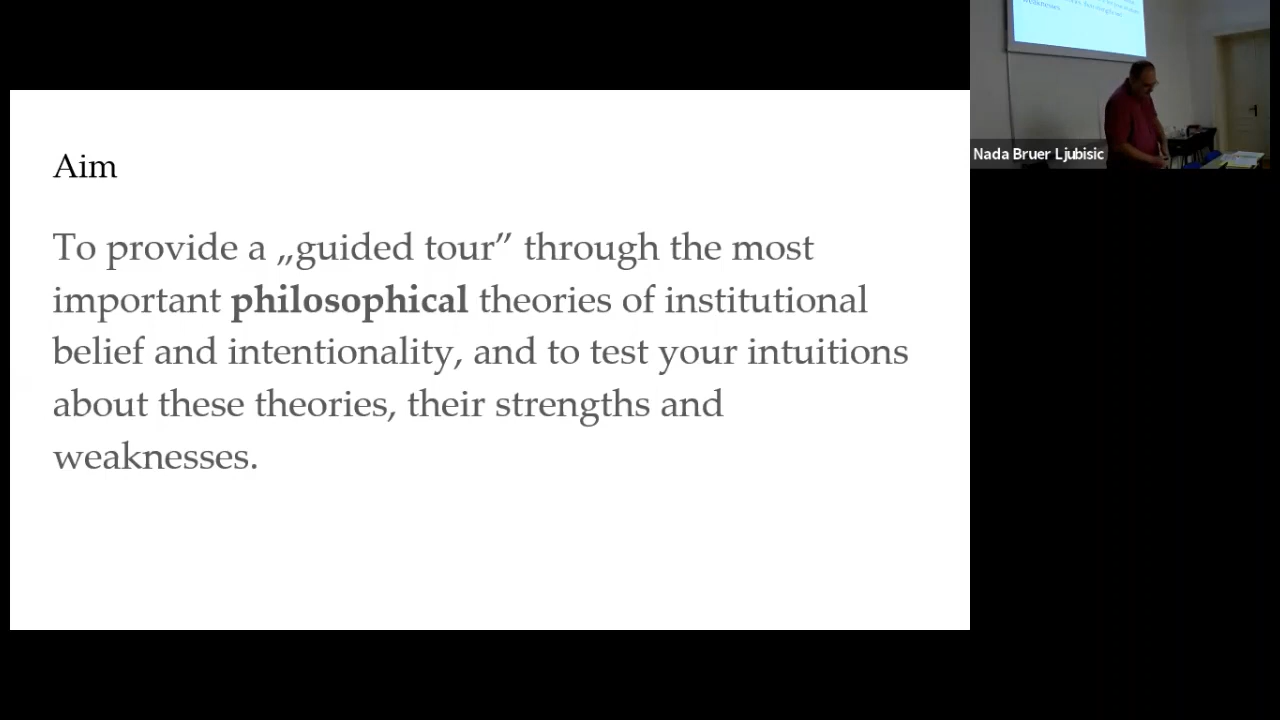 Aim
To provide a „guided tour” through the most
important philosophical theories of institutional
belief and intentionality, and to test your intuitions
about these theories, their strengths and
weaknesses.
Nada Bruer Ljubisic
weaknesses.